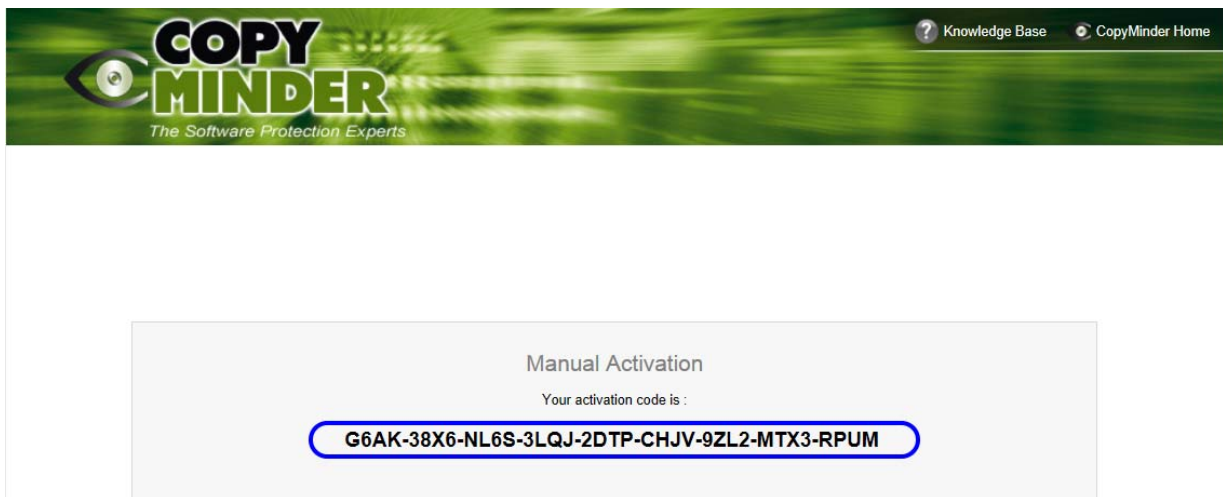 COPY
MINDER
The Software Protection Experts
? Knowledge Base
CopyMinder Home
Manual Activation
Your activation code is :
G6AK-38X6-NL6S-3LQJ-2DTP-CHJV-9ZL2-MTX3-RPUM